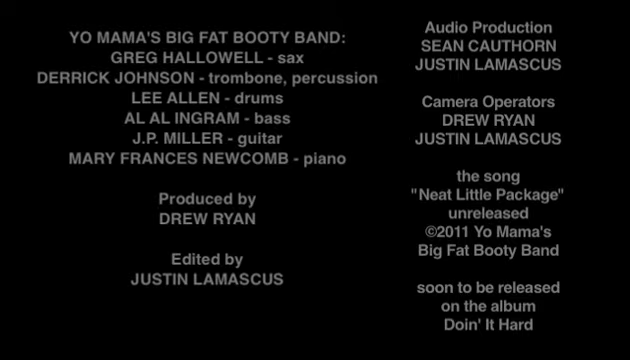 YO MAMA'S BIG FAT BOOTY BAND:
GREG HALLOWELL - sax
DERRICK JOHNSON - trombone, percussion
LEE ALLEN - drums
AL AL INGRAM - bass
J.P. MILLER - guitar
MARY FRANCES NEWCOMB - piano
Produced by
DREW RYAN
Edited by
JUSTIN LAMASCUS
Audio Production
SEAN CAUTHORN
JUSTIN LAMASCUS
Camera Operators
DREW RYAN
JUSTIN LAMASCUS
the song
"Neat Little Package"
unreleased
©2011 Yo Mama's
Big Fat Booty Band
soon to be released
on the album
Doin' It Hard